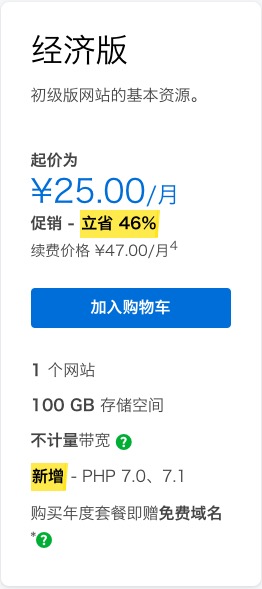 经济版
初级版网站的基本资源。
起价为
¥25.00/月
促销 - 立省 46%
续费价格 ¥47.00/月4
加入购物车
1 个网站
100 GB 存储空间
不计量带宽 ?
新增 - PHP 7.0、7.1
购买年度套餐即赠免费域名
*?